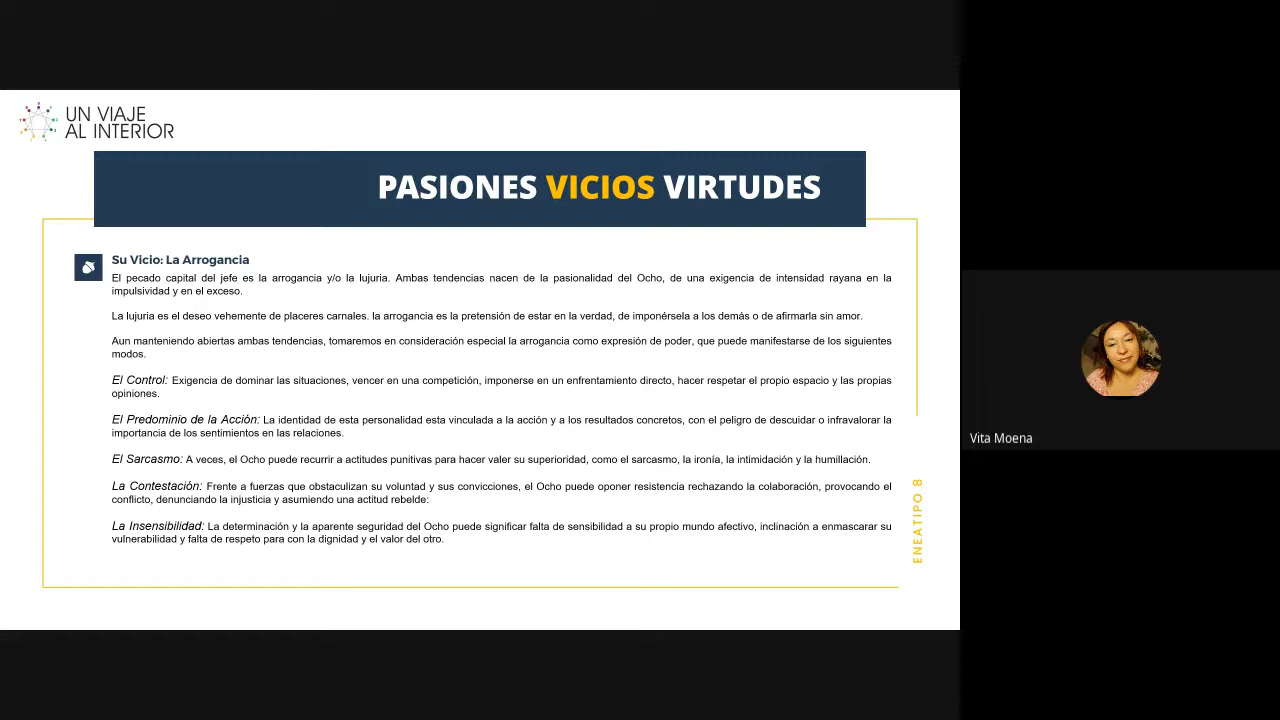 UN VIAJE
AL INTERIOR
PASIONES VICIOS VIRTUDES
Su Vicio: La Arrogancia
El pecado capital del jefe es la arrogancia y/o la lujuria. Ambas tendencias nacen de la pasionalidad del Ocho, de una exigencia de intensidad rayana en la
impulsividad y en el exceso.
La lujuria es el deseo vehemente de placeres carnales. la arrogancia es la pretensión de estar en la verdad, de imponérsela a los demás o de afirmarla sin amor.
Aun manteniendo abiertas ambas tendencias, tomaremos en consideración especial la arrogancia como expresión de poder, que puede manifestarse de los siguientes
modos.
El Control: Exigencia de dominar las situaciones, vencer en una competición, imponerse en un enfrentamiento directo, hacer respetar el propio espacio y las propias
opiniones.
El Predominio de la Acción: La identidad de esta personalidad esta vinculada a la acción y a los resultados concretos, con el peligro de descuidar o infravalorar la
importancia de los sentimientos en las relaciones.
El Sarcasmo: A veces, el Ocho puede recurrir a actitudes punitivas para hacer valer su superioridad, como el sarcasmo, la ironía, la intimidación y la humillación.
La Contestación: Frente a fuerzas que obstaculizan su voluntad y sus convicciones, el Ocho puede oponer resistencia rechazando la colaboración, provocando el
conflicto, denunciando la injusticia y asumiendo una actitud rebelde:
La Insensibilidad: La determinación y la aparente seguridad del Ocho puede significar falta de sensibilidad a su propio mundo afectivo, inclinación a enmascarar su
vulnerabilidad y falta de respeto para con la dignidad y el valor del otro.
ENEATIPO 8
Vita Moena